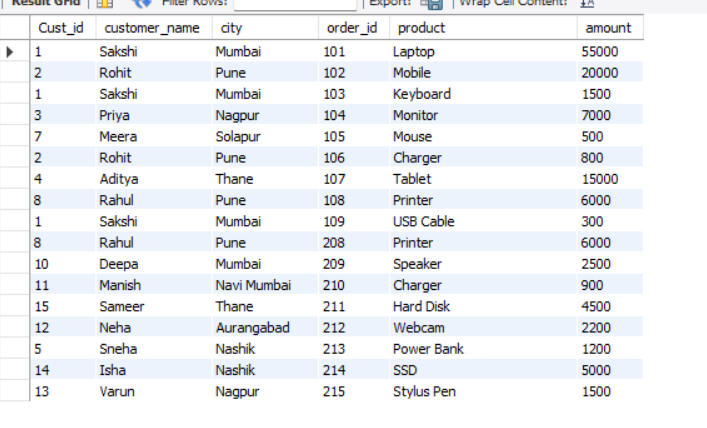 Result Grid | Filter Rows: | Export: | Wrap Cell Content: IA
Cust_id customer_name city order_id product amount
1 Sakshi Mumbai 101 Laptop 55000
2 Rohit Pune 102 Mobile 20000
1 Sakshi Mumbai 103 Keyboard 1500
3 Priya Nagpur 104 Monitor 7000
7 Meera Solapur 105 Mouse 500
2 Rohit Pune 106 Charger 800
4 Aditya Thane 107 Tablet 15000
8 Rahul Pune 108 Printer 6000
1 Sakshi Mumbai 109 USB Cable 300
8 Rahul Pune 208 Printer 6000
10 Deepa Mumbai 209 Speaker 2500
11 Manish Navi Mumbai 210 Charger 900
15 Sameer Thane 211 Hard Disk 4500
12 Neha Aurangabad 212 Webcam 2200
5 Sneha Nashik 213 Power Bank 1200
14 Isha Nashik 214 SSD 5000
13 Varun Nagpur 215 Stylus Pen 1500